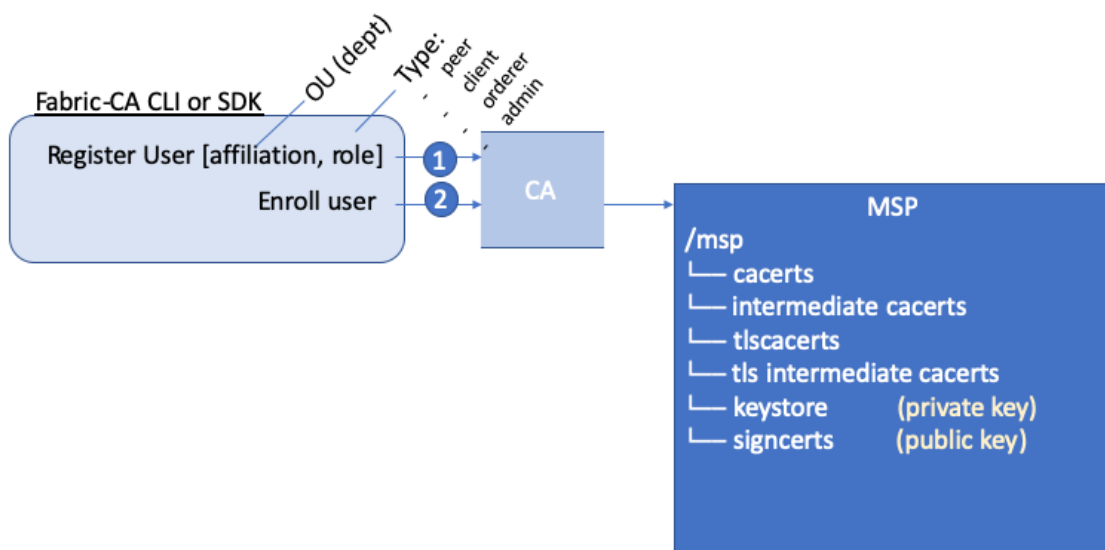 OU (dept)
Type:
- peer
- client
- orderer
- admin
Fabric-CA CLI or SDK
Register User [affiliation, role]
1
Enroll user
2
CA
MSP
/msp
└── cacerts
└── intermediate cacerts
└── tlscacerts
└── tls intermediate cacerts
└── keystore (private key)
└── signcerts (public key)